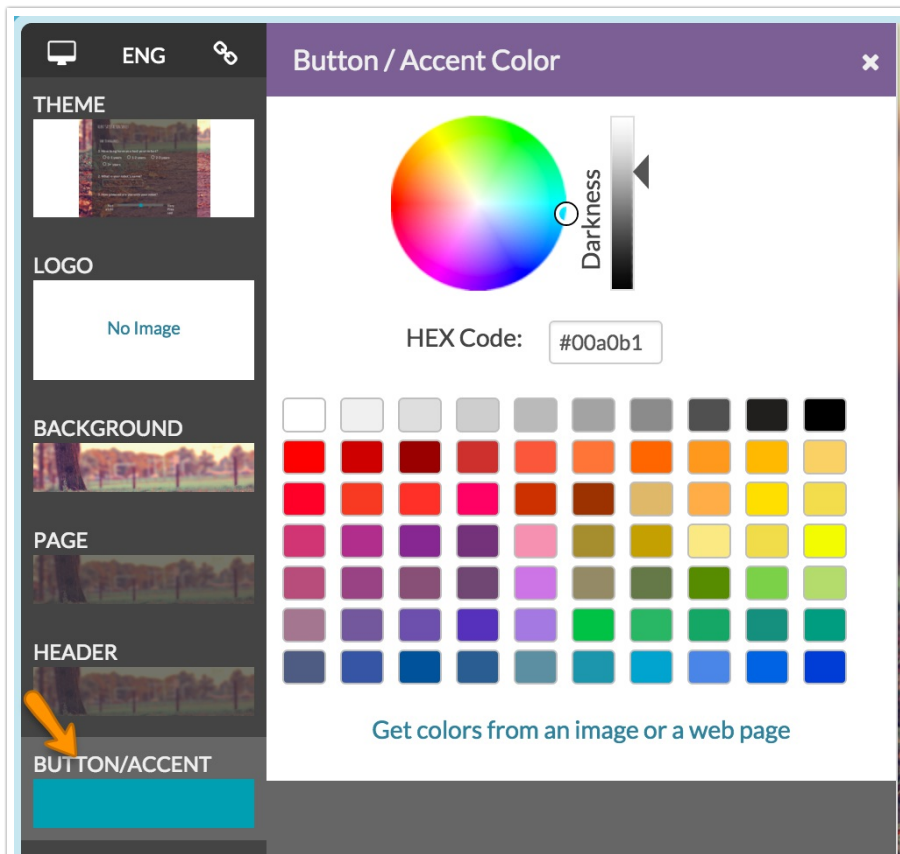 ENG
Button / Accent Color
THEME
LOGO
No Image
BACKGROUND
PAGE
HEADER
BUTTON/ACCENT
Darkness
HEX Code:
#00a0b1
Get colors from an image or a web page